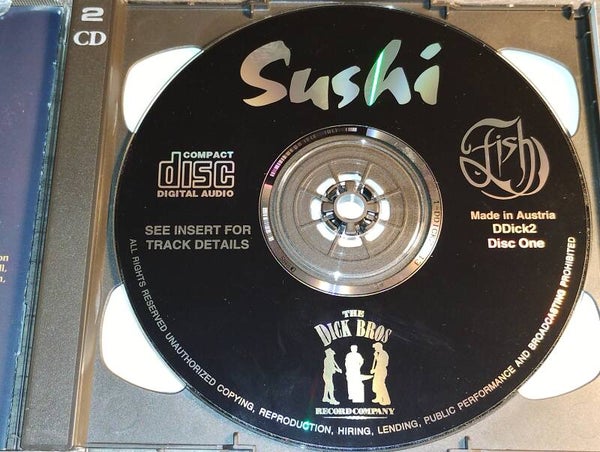 2
CD
Sushi
COMPACT
disc
DIGITAL AUDIO
Fish
SEE INSERT FOR
TRACK DETAILS
Made in Austria
DDick2
Disc One
THE
DICK BROS
RECORD COMPANY
ALL RIGHTS RESERVED UNAUTHORIZED COPYING, REPRODUCTION, HIRING, LENDING, PUBLIC PERFORMANCE AND BROADCASTING PROHIBITED